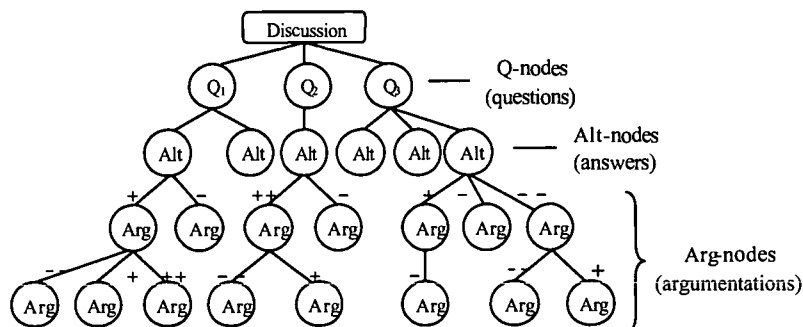 Discussion
Q1 Q2 Q3
Q-nodes
(questions)
Alt Alt Alt Alt Alt Alt
Alt-nodes
(answers)
+ - ++ - + - --
Arg Arg Arg Arg Arg Arg Arg
Arg-nodes
(argumentations)
-- + ++ -- + - -- +
Arg Arg Arg Arg Arg Arg Arg Arg